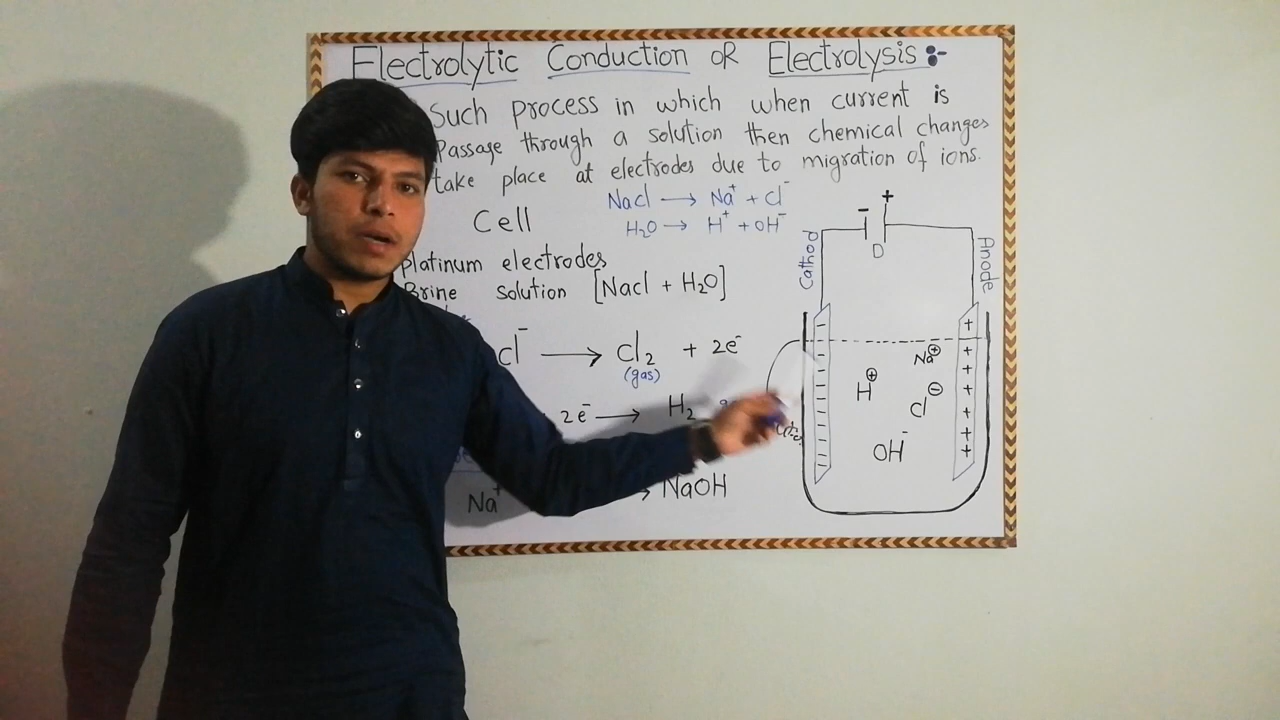 Electrolytic Conduction OR Electrolysis:-
Such process in which when current is
Passage through a solution then chemical changes
take place at electrodes due to migration of ions.
Nacl → Na⁺ + Cl⁻
H₂O → H⁺ + OH⁻
Cell
platinum electrodes
Brine solution [Nacl + H₂O]
cl⁻ → cl₂ + 2e⁻
(gas)
2e⁻ → H₂
Na⁺ → NaOH
- +
D
Cathod
Anode
Na⊕
H⊕
cl⊖
OH⁻